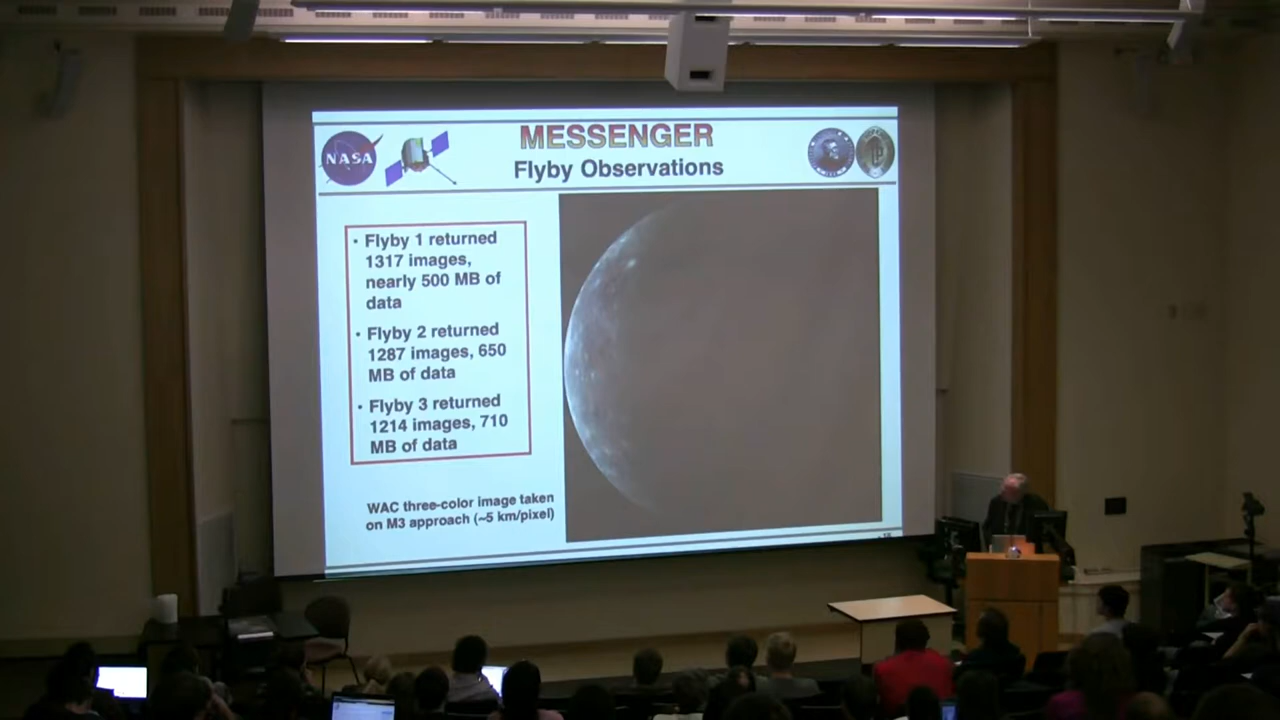 NASA
MESSENGER
Flyby Observations
• Flyby 1 returned
1317 images,
nearly 500 MB of
data
• Flyby 2 returned
1287 images, 650
MB of data
• Flyby 3 returned
1214 images, 710
MB of data
WAC three-color image taken
on M3 approach (~5 km/pixel)